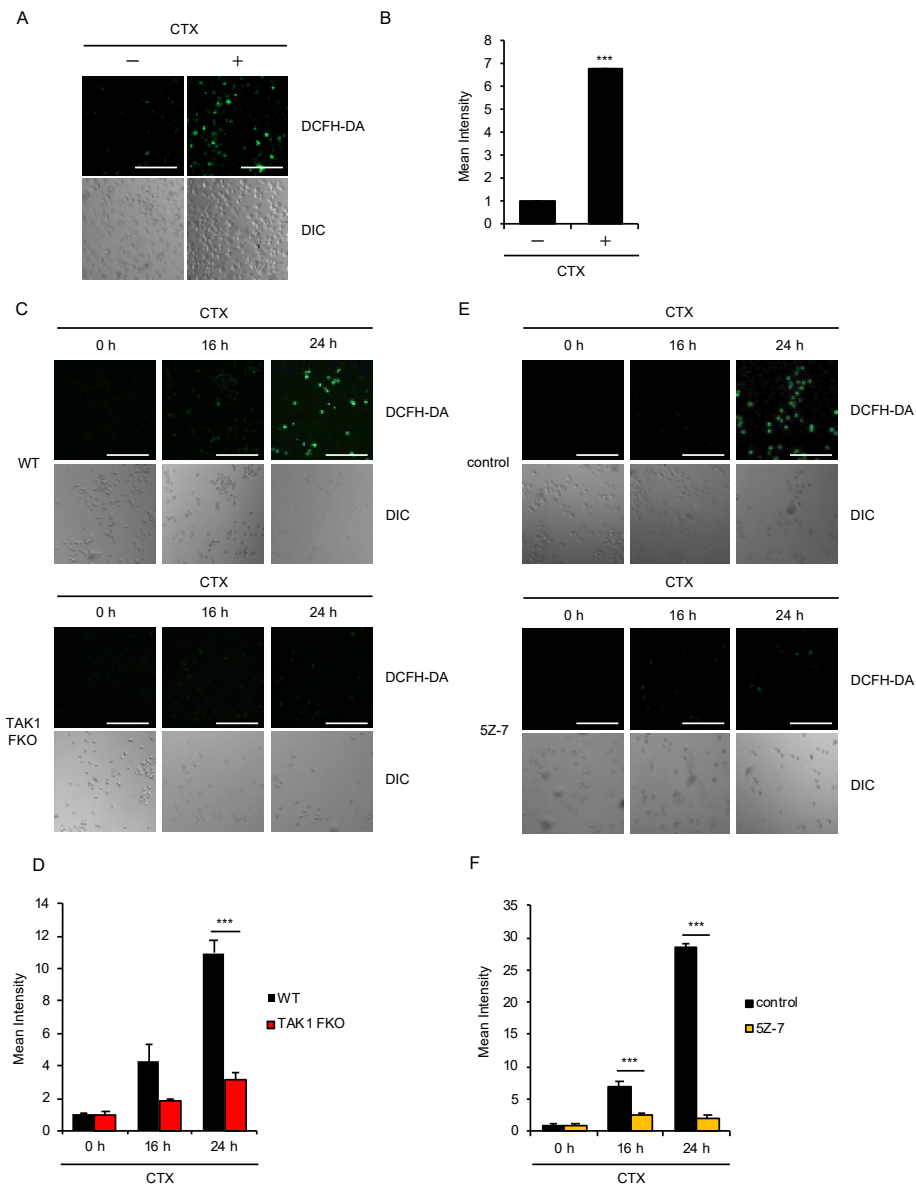 A
CTX
— +
DCFH-DA
DIC
B
Mean Intensity
8
7
6
5
4
3
2
1
0
***
— +
CTX
C
CTX
0 h 16 h 24 h
WT
DCFH-DA
DIC
CTX
0 h 16 h 24 h
TAK1
FKO
DCFH-DA
DIC
E
CTX
0 h 16 h 24 h
control
DCFH-DA
DIC
CTX
0 h 16 h 24 h
5Z-7
DCFH-DA
DIC
D
Mean Intensity
14
12
10
8
6
4
2
0
***
WT
TAK1 FKO
0 h 16 h 24 h
CTX
F
Mean Intensity
35
30
25
20
15
10
5
0
***
***
control
5Z-7
0 h 16 h 24 h
CTX